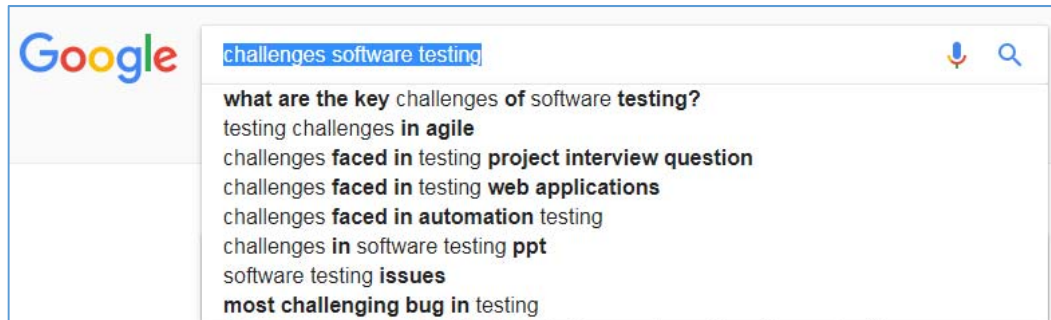 Google
challenges software testing
what are the key challenges of software testing?
testing challenges in agile
challenges faced in testing project interview question
challenges faced in testing web applications
challenges faced in automation testing
challenges in software testing ppt
software testing issues
most challenging bug in testing